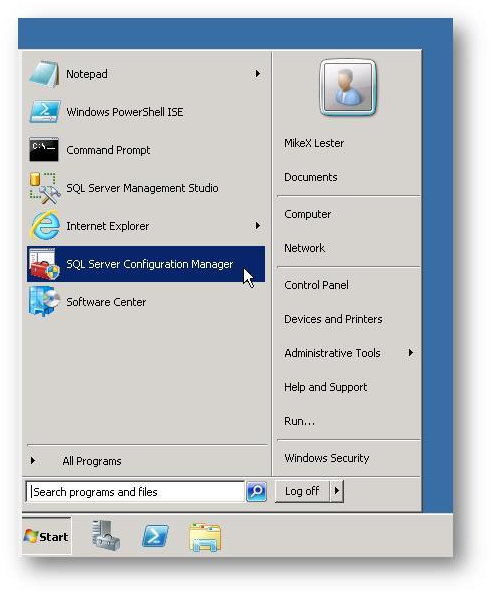 Notepad
Windows PowerShell ISE
C:\_
Command Prompt
SQL Server Management Studio
Internet Explorer
SQL Server Configuration Manager
Software Center
All Programs
Search programs and files
MikeX Lester
Documents
Computer
Network
Control Panel
Devices and Printers
Administrative Tools
Help and Support
Run...
Windows Security
Log off
Start